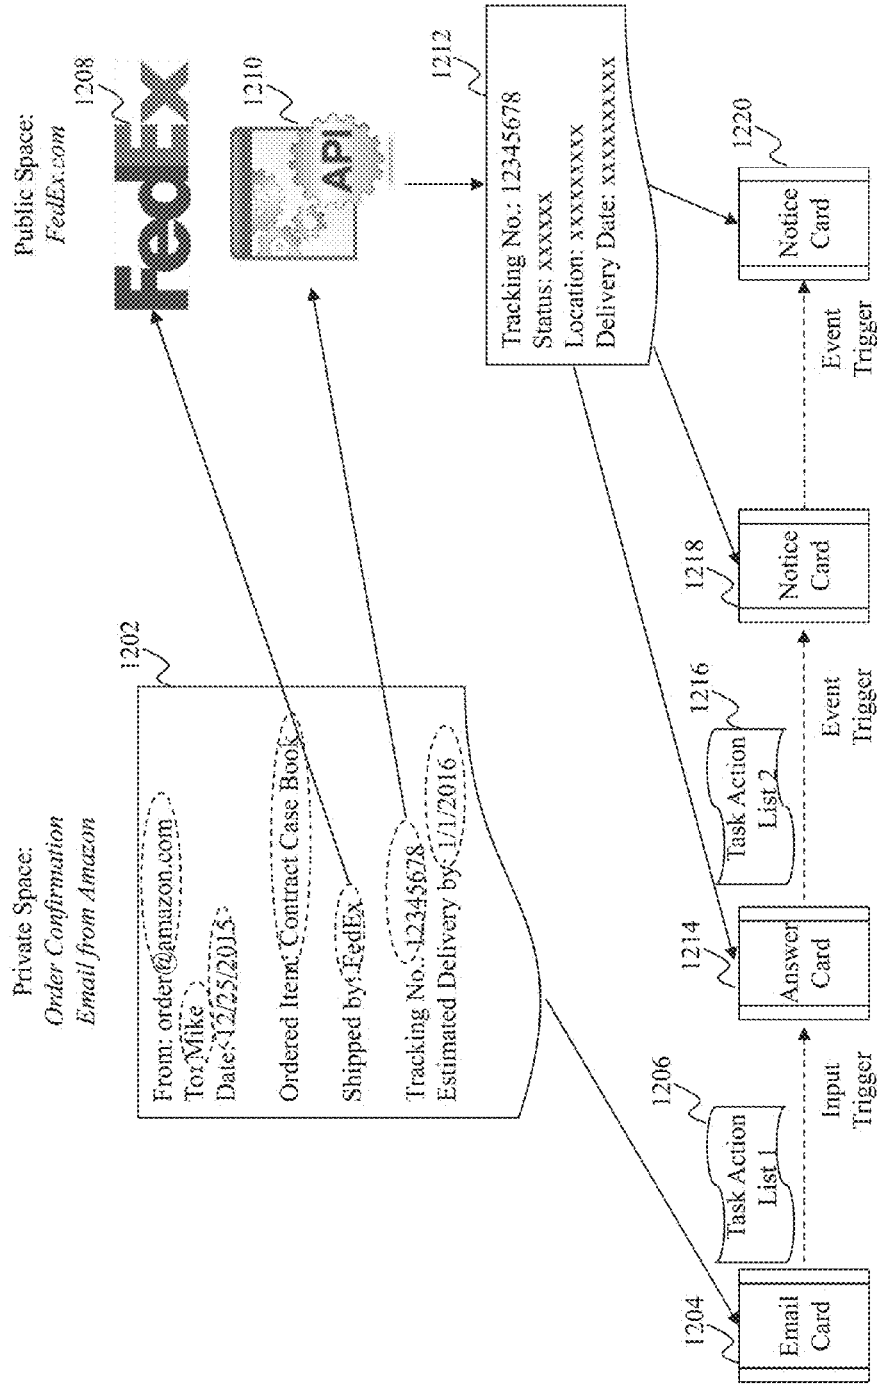 Private Space:
Order Confirmation
Email from Amazon
1202
From: order@amazon.com
To: Mike
Date: 12/25/2015
Ordered Item: Contract Case Book
Shipped by: FedEx
Tracking No.: 12345678
Estimated Delivery by: 1/1/2016
Public Space:
FedEx.com
1208
FedEx
1210
API
1212
Tracking No.: 12345678
Status: xxxxxx
Location: xxxxxxxxx
Delivery Date: xxxxxxxxxx
1204
Email
Card
1206
Task Action
List 1
Input
Trigger
1214
Answer
Card
1216
Task Action
List 2
Event
Trigger
1218
Notice
Card
Event
Trigger
1220
Notice
Card